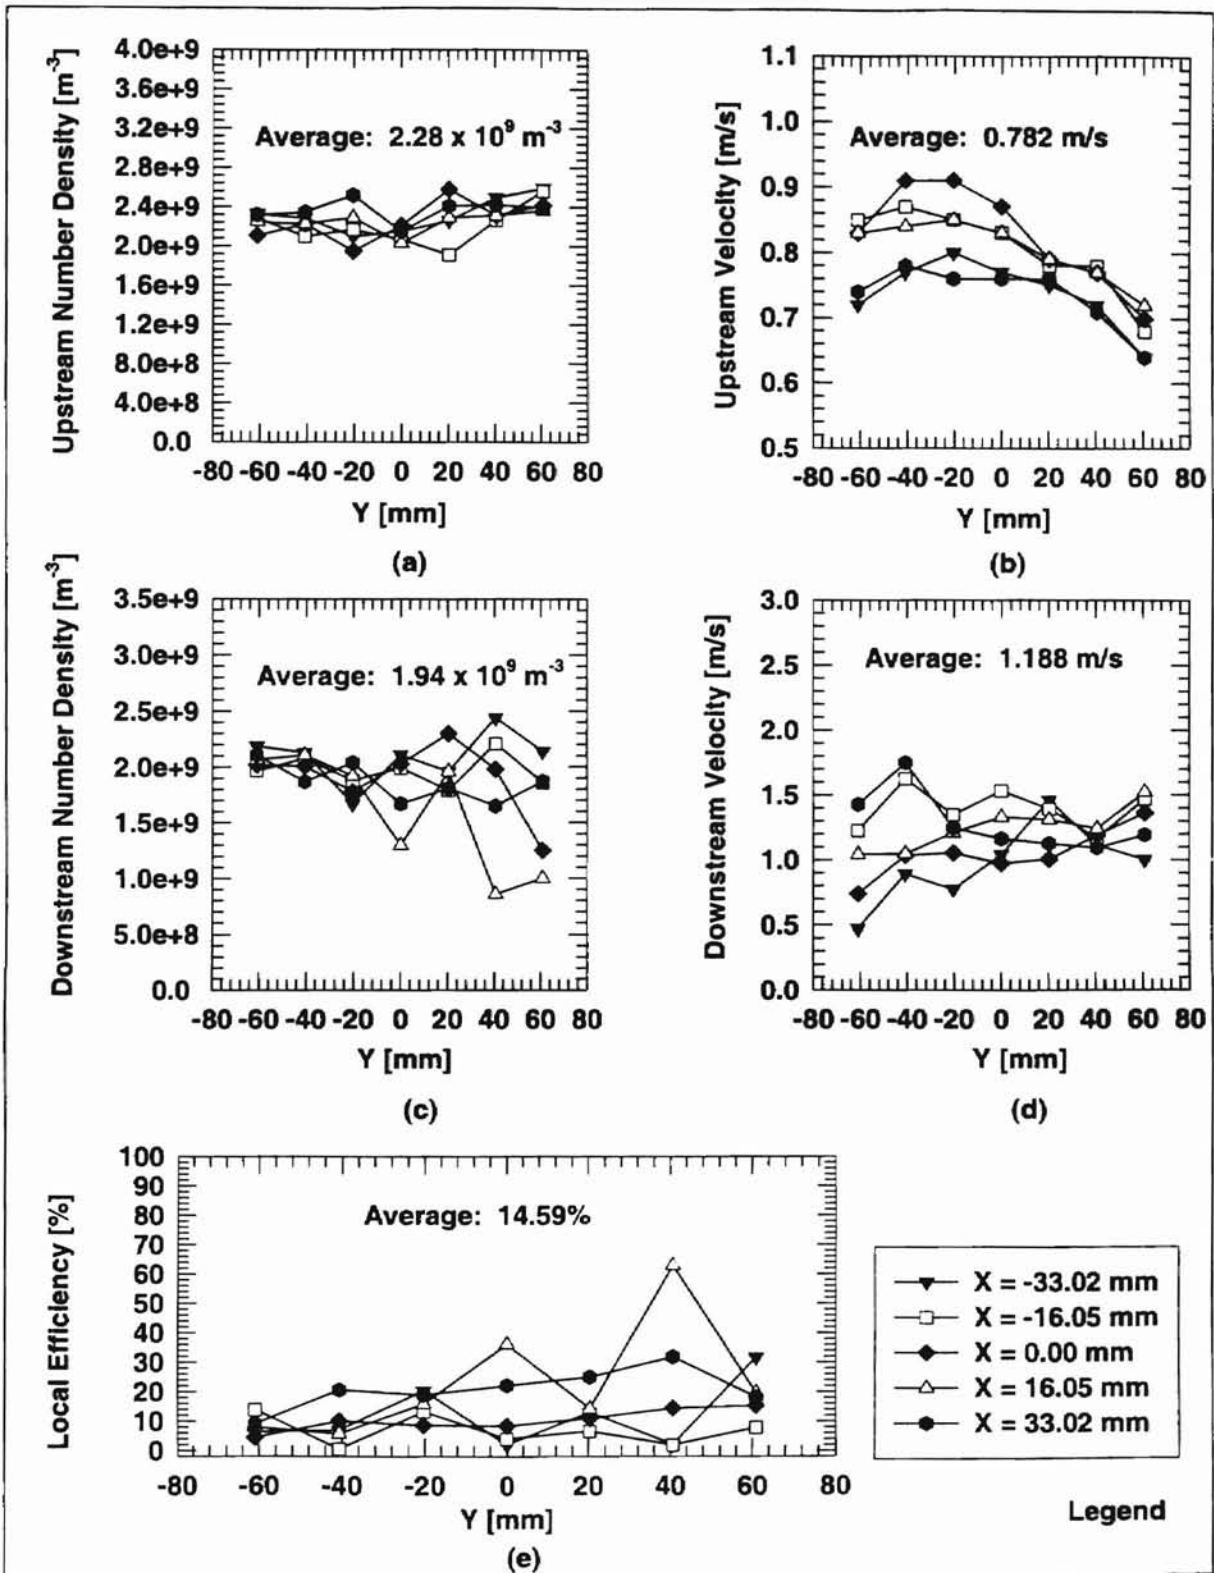 Upstream Number Density [m-3]
4.0e+9
3.6e+9
3.2e+9
2.8e+9
2.4e+9
2.0e+9
1.6e+9
1.2e+9
8.0e+8
4.0e+8
0.0
Average: 2.28 x 10^9 m^-3
-80 -60 -40 -20 0 20 40 60 80
Y [mm]
(a)
Upstream Velocity [m/s]
1.1
1.0
0.9
0.8
0.7
0.6
0.5
Average: 0.782 m/s
-80 -60 -40 -20 0 20 40 60 80
Y [mm]
(b)
Downstream Number Density [m-3]
3.5e+9
3.0e+9
2.5e+9
2.0e+9
1.5e+9
1.0e+9
5.0e+8
0.0
Average: 1.94 x 10^9 m^-3
-80 -60 -40 -20 0 20 40 60 80
Y [mm]
(c)
Downstream Velocity [m/s]
3.0
2.5
2.0
1.5
1.0
0.5
0.0
Average: 1.188 m/s
-80 -60 -40 -20 0 20 40 60 80
Y [mm]
(d)
Local Efficiency [%]
100
90
80
70
60
50
40
30
20
10
0
Average: 14.59%
-80 -60 -40 -20 0 20 40 60 80
Y [mm]
(e)
X = -33.02 mm
X = -16.05 mm
X = 0.00 mm
X = 16.05 mm
X = 33.02 mm
Legend